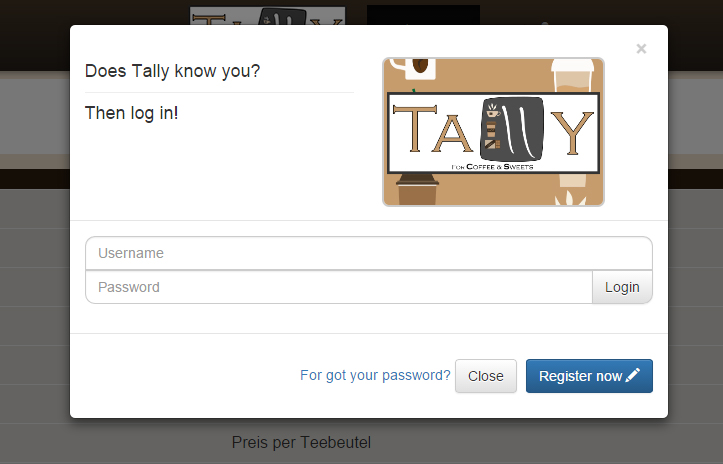 ×
Does Tally know you?
Then log in!
TALLY
FOR COFFEE & SWEETS
Username
Password
Login
For got your password?
Close
Register now
Preis per Teebeutel